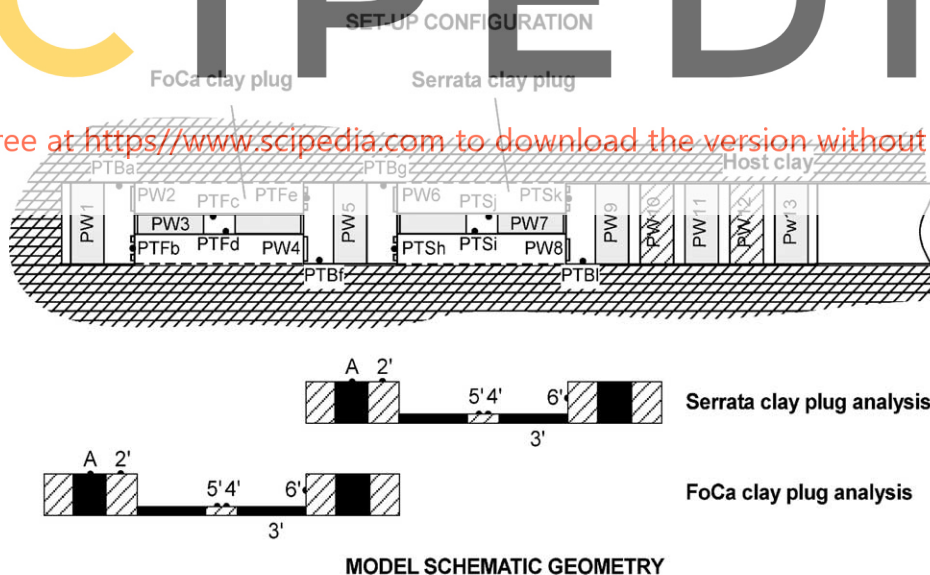 CIPEDI
SET-UP CONFIGURATION
FoCa clay plug Serrata clay plug
ree at https//www.scipedia.com to download the version without
Host clay
PTBa PTBg
PW1 PW2 PTFc PTFe PW5 PW6 PTSj PTSk PW9 PW10 PW11 PW12 Pw13
PW3 PW7
PTFb PTFd PW4 PTSh PTSi PW8
PTBf PTBl
A 2'
5' 4' 6' Serrata clay plug analysis
3'
A 2'
5' 4' 6' FoCa clay plug analysis
3'
MODEL SCHEMATIC GEOMETRY